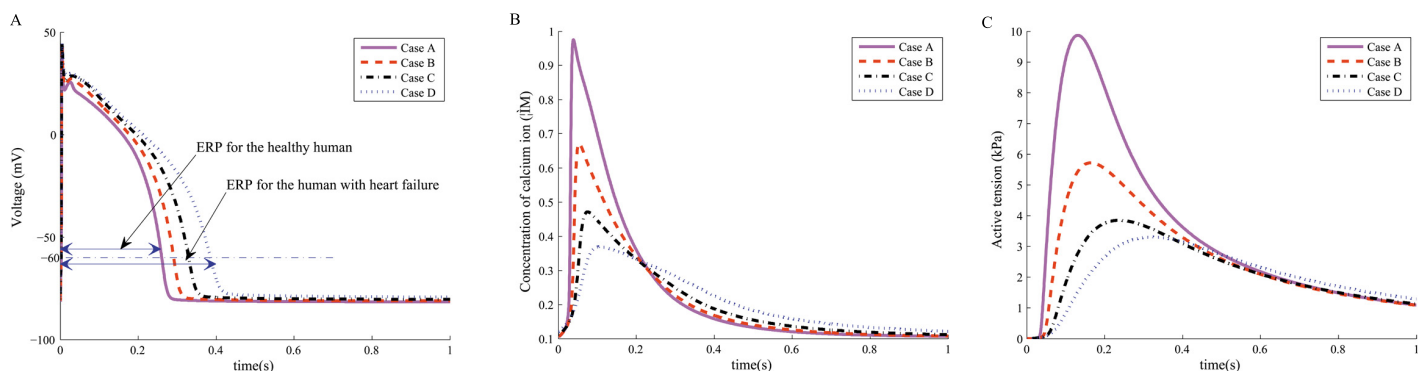 A
50
0
−50
−60
−100
Voltage (mV)
0
0.2
0.4
0.6
0.8
1
time(s)
Case A
Case B
Case C
Case D
ERP for the healthy human
ERP for the human with heart failure
B
1
0.9
0.8
0.7
0.6
0.5
0.4
0.3
0.2
0.1
Concentration of calcium ion (¦ÌM)
0
0.2
0.4
0.6
0.8
1
time(s)
Case A
Case B
Case C
Case D
C
10
9
8
7
6
5
4
3
2
1
0
Active tension (kPa)
0
0.2
0.4
0.6
0.8
1
time(s)
Case A
Case B
Case C
Case D